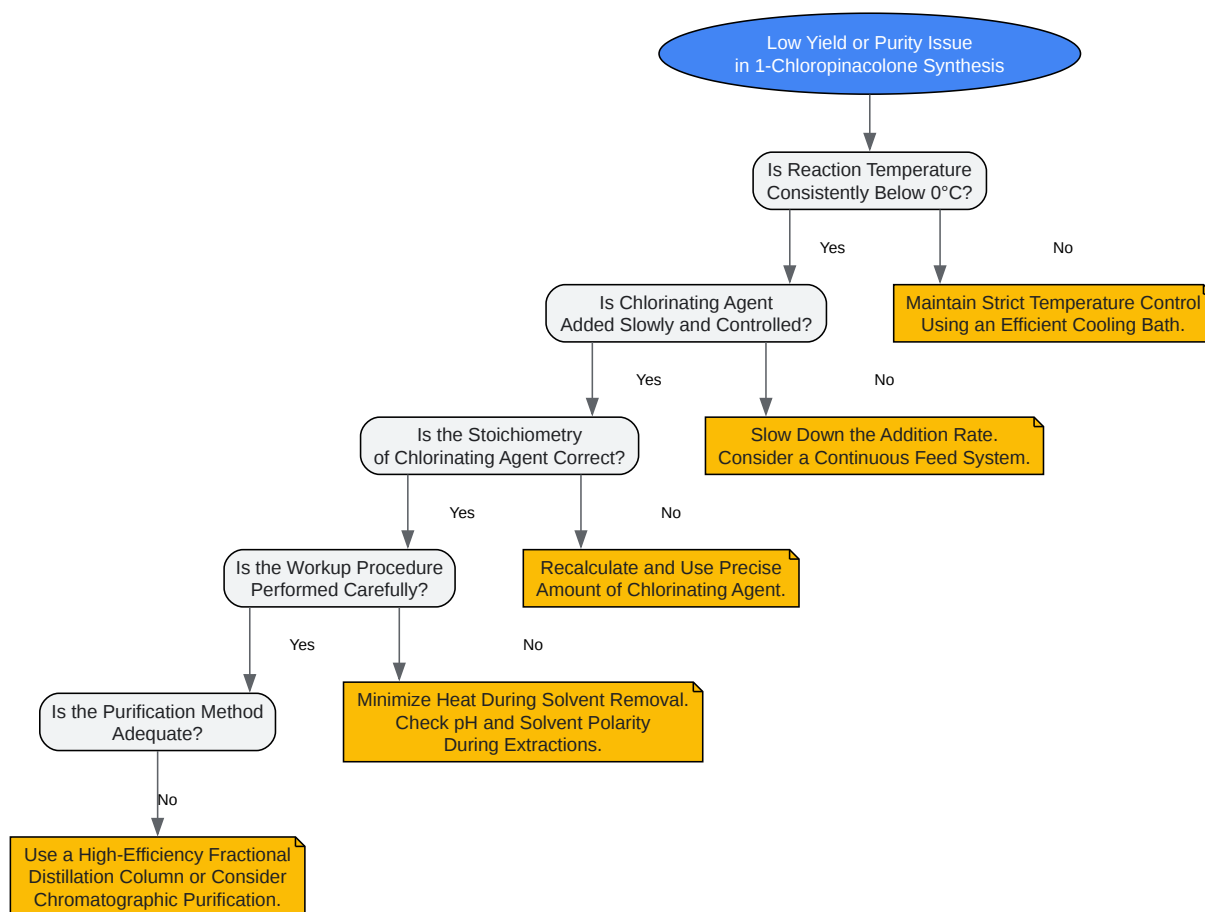 Low Yield or Purity Issue
in 1-Chloropinacolone Synthesis
Is Reaction Temperature
Consistently Below 0°C?
Yes
No
Is Chlorinating Agent
Added Slowly and Controlled?
Maintain Strict Temperature Control
Using an Efficient Cooling Bath.
Yes
No
Is the Stoichiometry
of Chlorinating Agent Correct?
Slow Down the Addition Rate.
Consider a Continuous Feed System.
Yes
No
Is the Workup Procedure
Performed Carefully?
Recalculate and Use Precise
Amount of Chlorinating Agent.
Yes
No
Is the Purification Method
Adequate?
Minimize Heat During Solvent Removal.
Check pH and Solvent Polarity
During Extractions.
No
Use a High-Efficiency Fractional
Distillation Column or Consider
Chromatographic Purification.